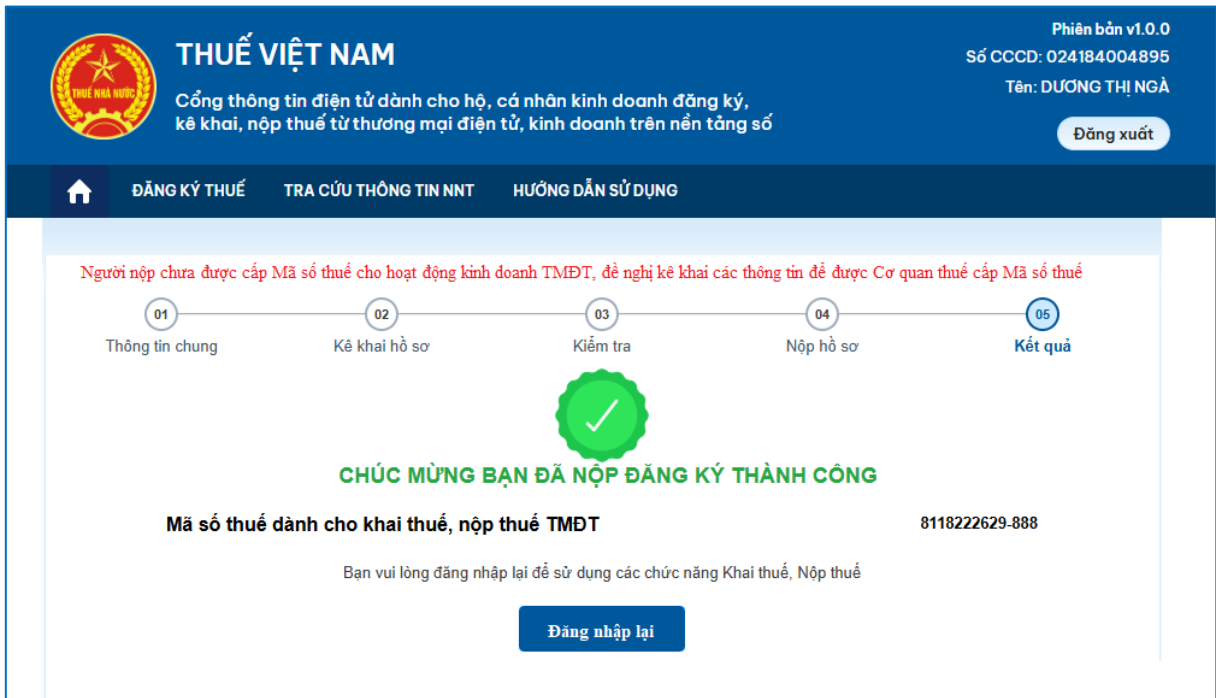 Phiên bản v1.0.0
THUẾ VIỆT NAM
Số CCCD: 024184004895
THUẾ NHÀ NƯỚC
Tên: DƯƠNG THỊ NGÀ
Cổng thông tin điện tử dành cho hộ, cá nhân kinh doanh đăng ký,
kê khai, nộp thuế từ thương mại điện tử, kinh doanh trên nền tảng số
Đăng xuất
ĐĂNG KÝ THUẾ TRA CỨU THÔNG TIN NNT HƯỚNG DẪN SỬ DỤNG
Người nộp chưa được cấp Mã số thuế cho hoạt động kinh doanh TMĐT, đề nghị kê khai các thông tin để được Cơ quan thuế cấp Mã số thuế
01 02 03 04 05
Thông tin chung Kê khai hồ sơ Kiểm tra Nộp hồ sơ Kết quả
CHÚC MỪNG BẠN ĐÃ NỘP ĐĂNG KÝ THÀNH CÔNG
Mã số thuế dành cho khai thuế, nộp thuế TMĐT 8118222629-888
Bạn vui lòng đăng nhập lại để sử dụng các chức năng Khai thuế, Nộp thuế
Đăng nhập lại